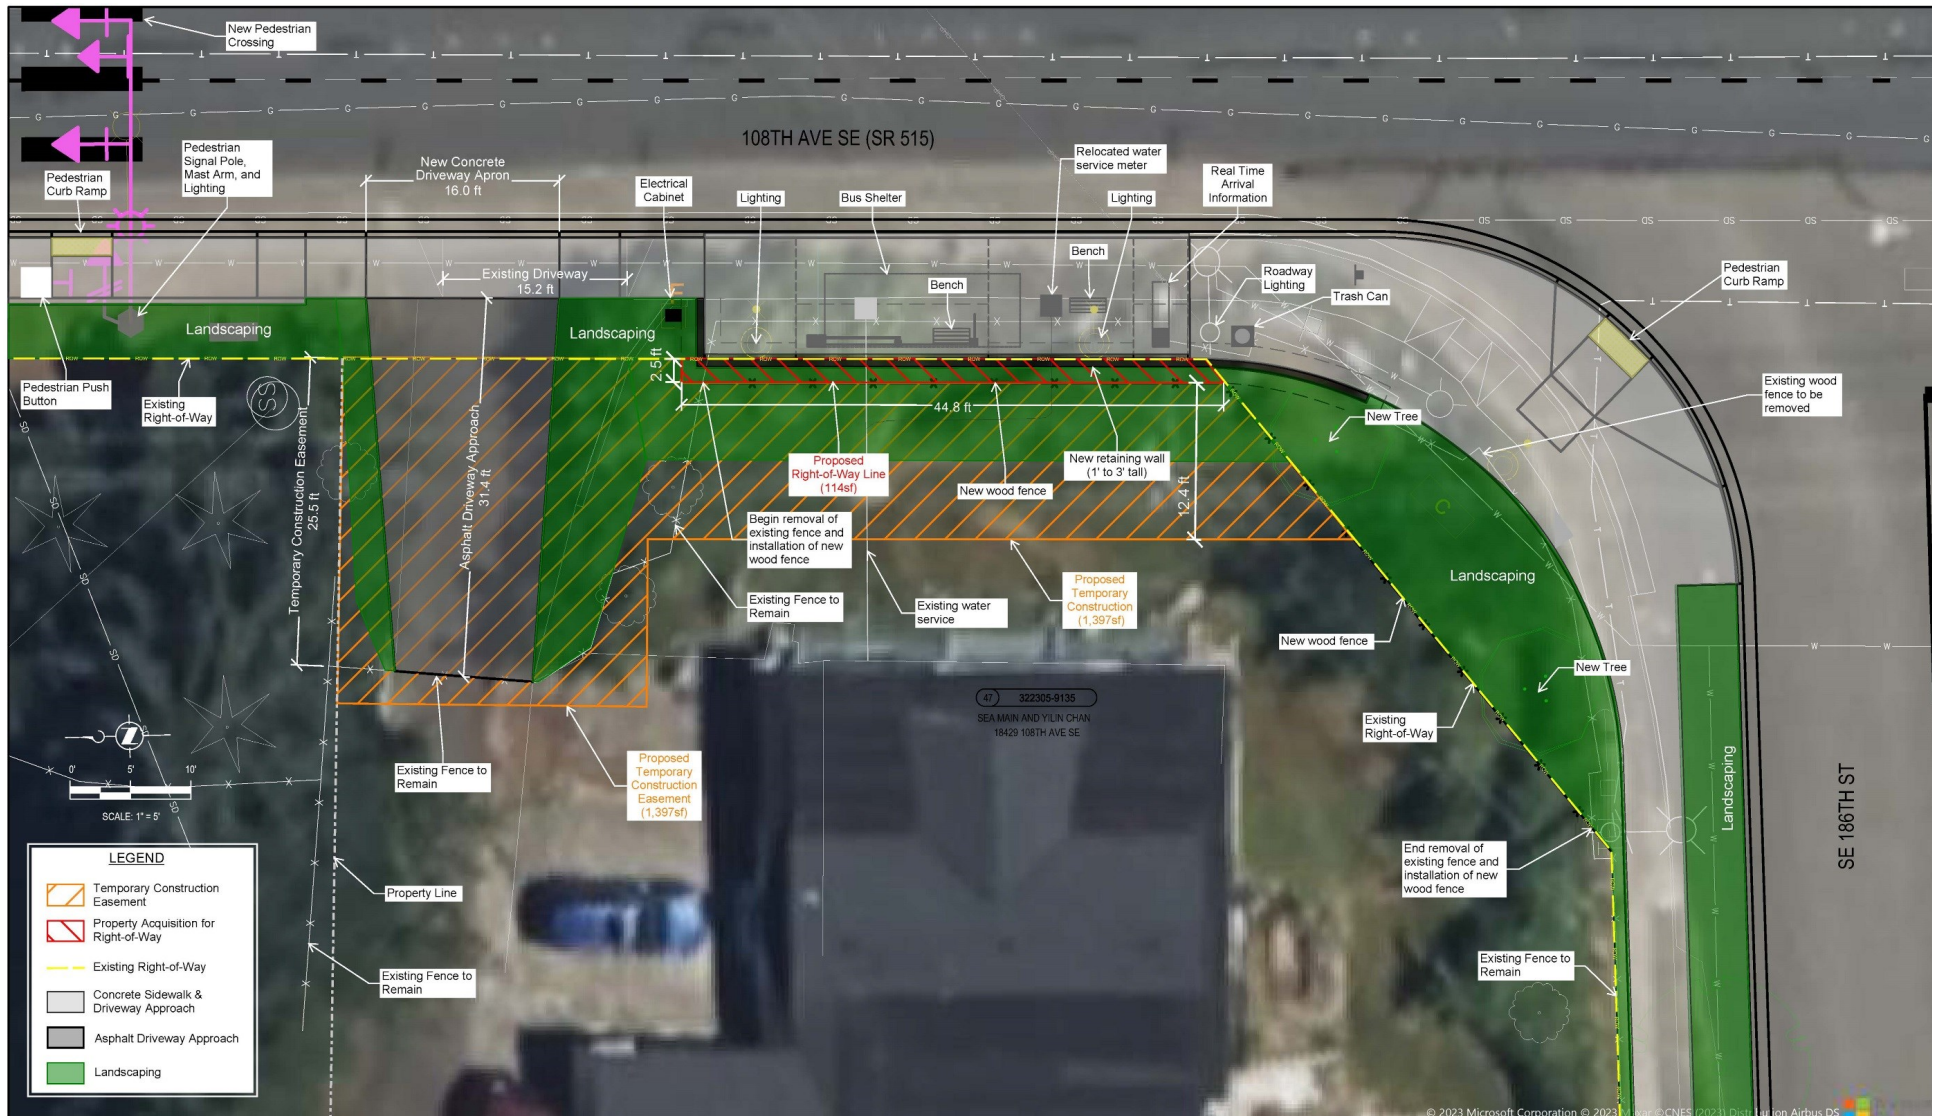 New Pedestrian
Crossing
108TH AVE SE (SR 515)
Pedestrian
Signal Pole,
Mast Arm, and
Lighting
Pedestrian
Curb Ramp
New Concrete
Driveway Apron
16.0 ft
Electrical
Cabinet
Lighting
Bus Shelter
Relocated water
service meter
Lighting
Real Time
Arrival
Information
Existing Driveway
15.2 ft
Bench
Bench
Roadway
Lighting
Trash Can
Pedestrian
Curb Ramp
Landscaping
Landscaping
Pedestrian Push
Button
Existing
Right-of-Way
SS
Temporary Construction Easement
25.5 ft
Asphalt Driveway Approach
31.4 ft
2.5 ft
44.8 ft
12.4 ft
Proposed
Right-of-Way Line
(114sf)
New wood fence
New retaining wall
(1' to 3' tall)
New Tree
Existing wood
fence to be
removed
Begin removal of
existing fence and
installation of new
wood fence
Existing Fence to
Remain
Existing water
service
Proposed
Temporary
Construction
(1,397sf)
Landscaping
New wood fence
New Tree
Existing
Right-of-Way
47 322305-9135
SEA MAIN AND YILIN CHAN
18429 108TH AVE SE
Existing Fence to
Remain
Proposed
Temporary
Construction
Easement
(1,397sf)
Landscaping
SE 186TH ST
End removal of
existing fence and
installation of new
wood fence
Existing Fence to
Remain
0' 5' 10'
SCALE: 1" = 5'
Property Line
Existing Fence to
Remain
LEGEND
Temporary Construction
Easement
Property Acquisition for
Right-of-Way
Existing Right-of-Way
Concrete Sidewalk &
Driveway Approach
Asphalt Driveway Approach
Landscaping
© 2023 Microsoft Corporation © 2023 Maxar ©CNES (2023) Distribution Airbus DS